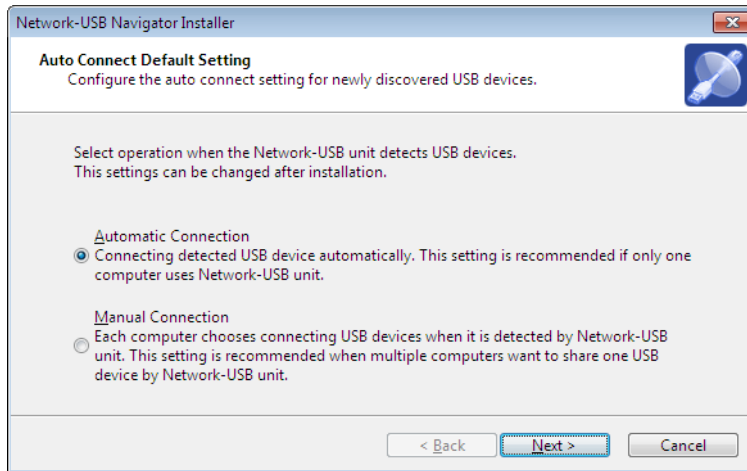 Network-USB Navigator Installer
Auto Connect Default Setting
Configure the auto connect setting for newly discovered USB devices.
Select operation when the Network-USB unit detects USB devices.
This settings can be changed after installation.
Automatic Connection
Connecting detected USB device automatically. This setting is recommended if only one
computer uses Network-USB unit.
Manual Connection
Each computer chooses connecting USB devices when it is detected by Network-USB
unit. This setting is recommended when multiple computers want to share one USB
device by Network-USB unit.
< Back Next > Cancel